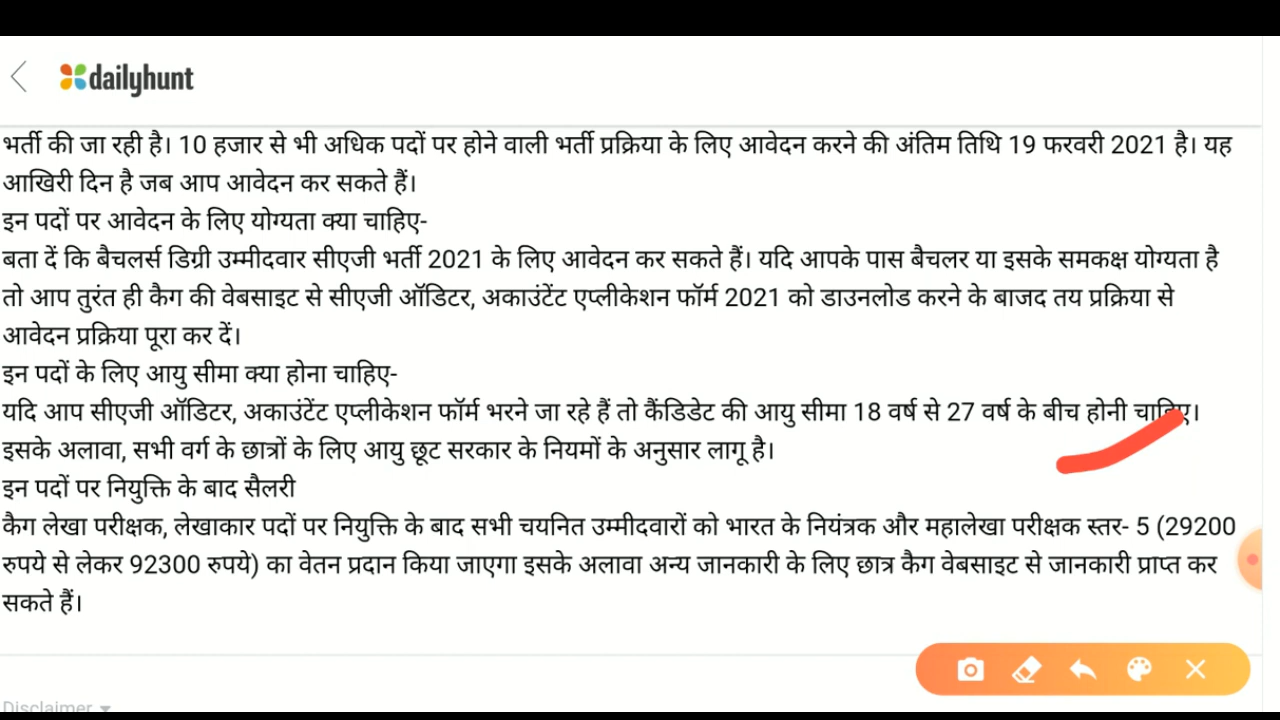 dailyhunt
भर्ती की जा रही है। 10 हजार से भी अधिक पदों पर होने वाली भर्ती प्रक्रिया के लिए आवेदन करने की अंतिम तिथि 19 फरवरी 2021 है। यह
आखिरी दिन है जब आप आवेदन कर सकते हैं।
इन पदों पर आवेदन के लिए योग्यता क्या चाहिए-
बता दें कि बैचलर्स डिग्री उम्मीदवार सीएजी भर्ती 2021 के लिए आवेदन कर सकते हैं। यदि आपके पास बैचलर या इसके समकक्ष योग्यता है
तो आप तुरंत ही कैग की वेबसाइट से सीएजी ऑडिटर, अकाउंटेंट एप्लीकेशन फॉर्म 2021 को डाउनलोड करने के बाजद तय प्रक्रिया से
आवेदन प्रक्रिया पूरा कर दें।
इन पदों के लिए आयु सीमा क्या होना चाहिए-
यदि आप सीएजी ऑडिटर, अकाउंटेंट एप्लीकेशन फॉर्म भरने जा रहे हैं तो कैंडिडेट की आयु सीमा 18 वर्ष से 27 वर्ष के बीच होनी चाहिए।
इसके अलावा, सभी वर्ग के छात्रों के लिए आयु छूट सरकार के नियमों के अनुसार लागू है।
इन पदों पर नियुक्ति के बाद सैलरी
कैग लेखा परीक्षक, लेखाकार पदों पर नियुक्ति के बाद सभी चयनित उम्मीदवारों को भारत के नियंत्रक और महालेखा परीक्षक स्तर- 5 (29200
रुपये से लेकर 92300 रुपये) का वेतन प्रदान किया जाएगा इसके अलावा अन्य जानकारी के लिए छात्र कैग वेबसाइट से जानकारी प्राप्त कर
सकते हैं।
Disclaimer